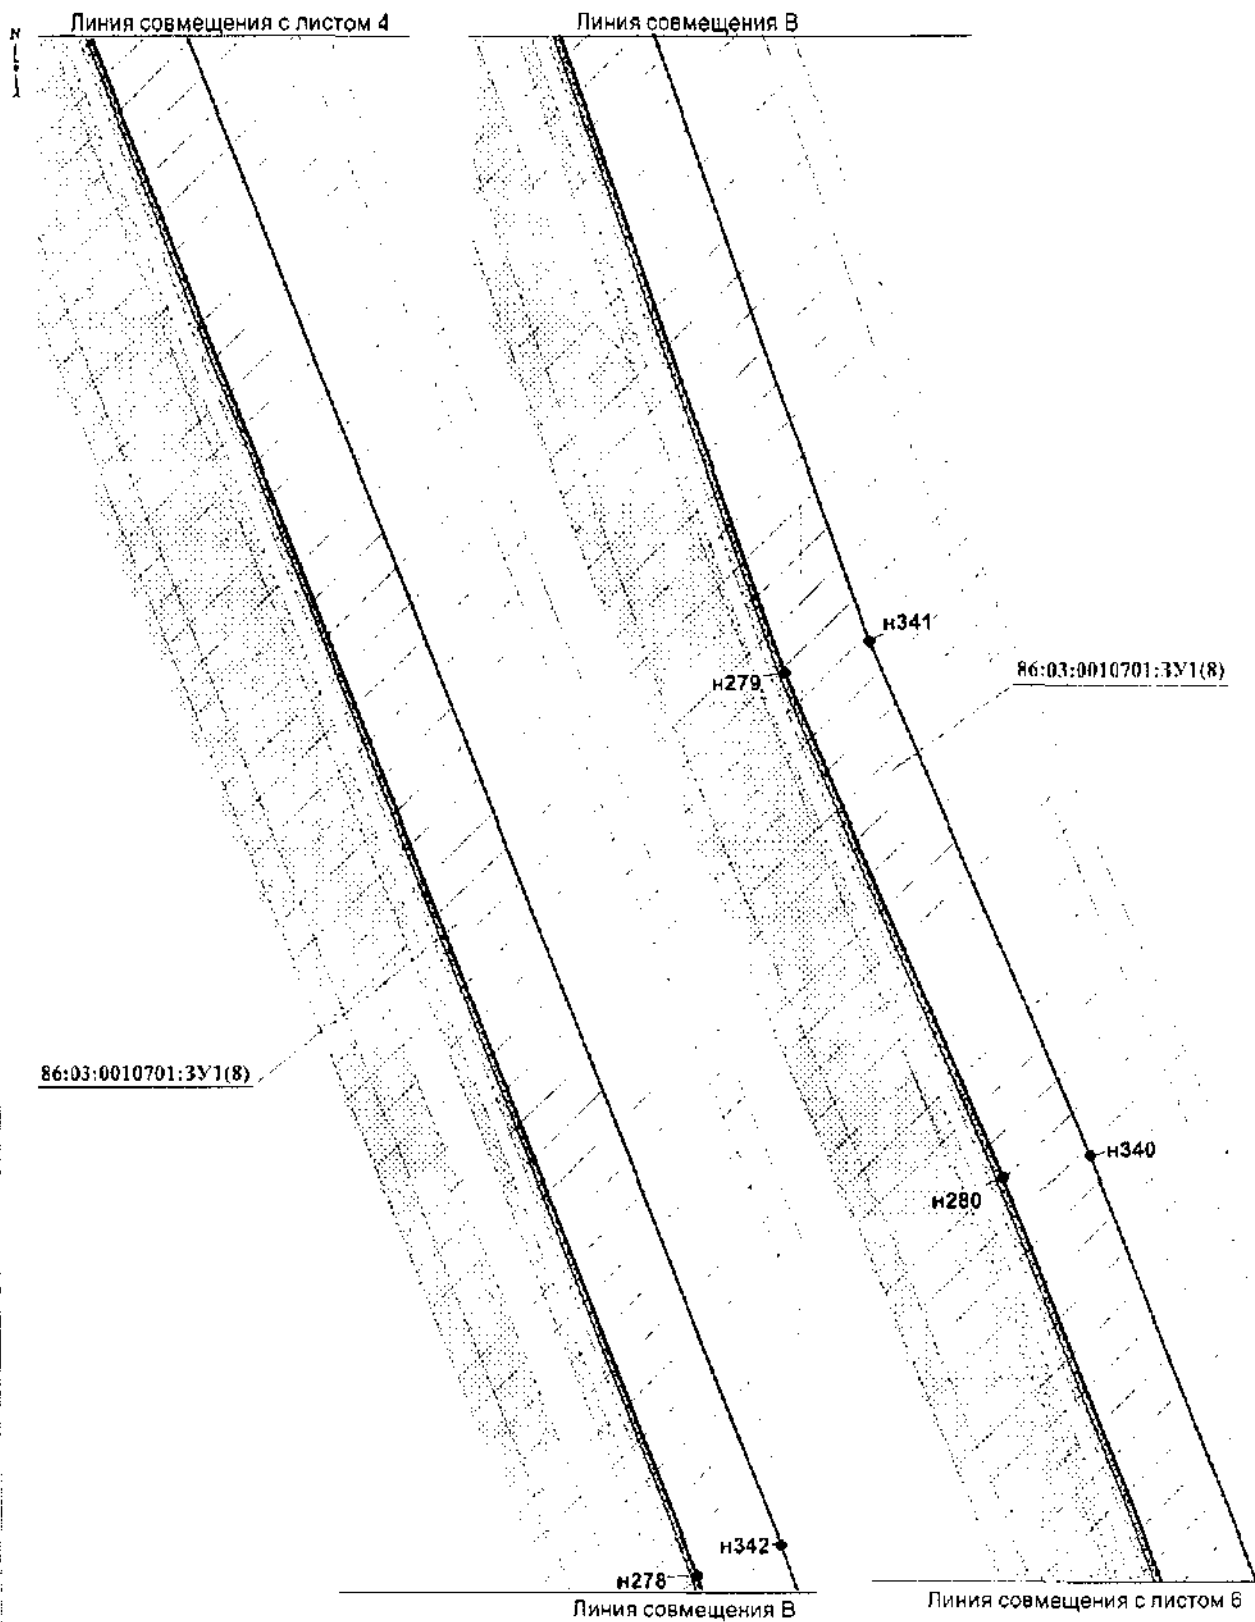 Линия совмещения с листом 4
Линия совмещения В
N
н341
н279
86:03:0010701:ЗУ1(8)
86:03:0010701:ЗУ1(8)
н340
н280
н342
н278
Линия совмещения В
Линия совмещения с листом 6